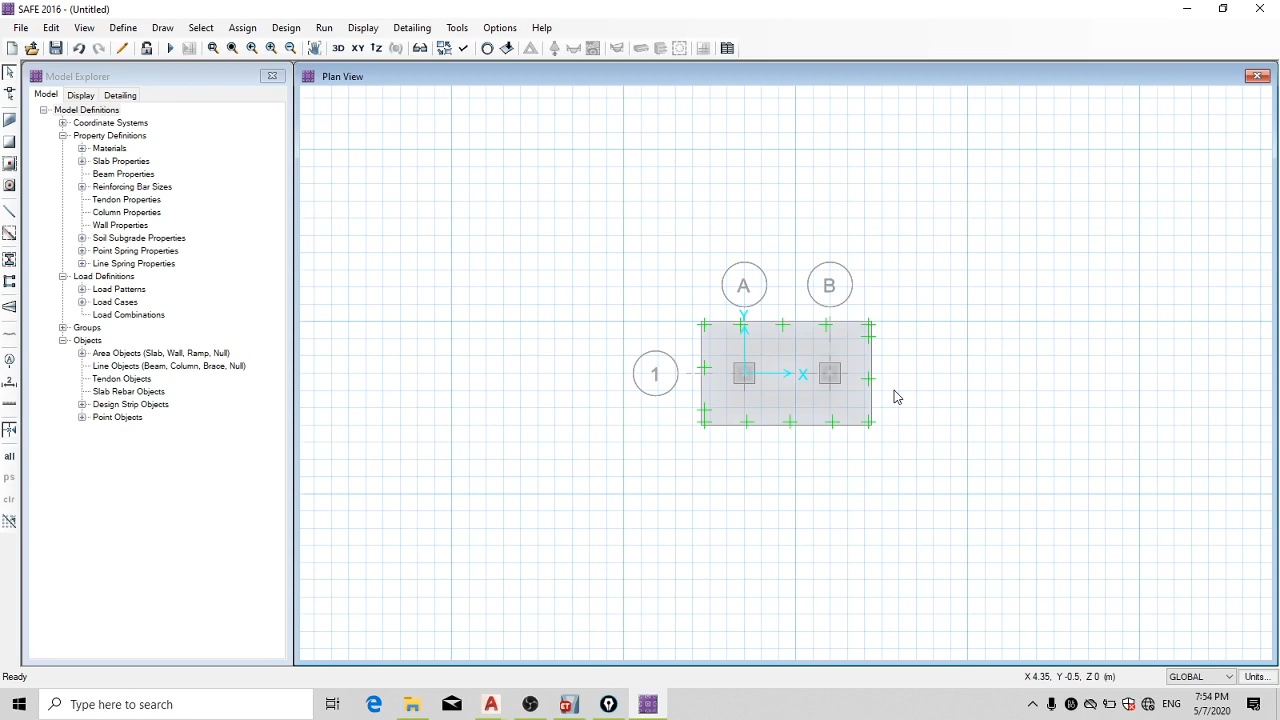 SAFE 2016 - (Untitled)
File Edit View Define Draw Select Assign Design Run Display Detailing Tools Options Help
3D XY
Model Explorer
Plan View
Model Display Detailing
Model Definitions
Coordinate Systems
Property Definitions
Materials
Slab Properties
Beam Properties
Reinforcing Bar Sizes
Tendon Properties
Column Properties
Wall Properties
Soil Subgrade Properties
Point Spring Properties
Line Spring Properties
Load Definitions
Load Patterns
Load Cases
Load Combinations
Groups
Objects
Area Objects (Slab, Wall, Ramp, Null)
Line Objects (Beam, Column, Brace, Null)
Tendon Objects
Slab Rebar Objects
Design Strip Objects
Point Objects
all
ps
clr
A B
Y
1 X
Ready
X 4.35, Y -0.5, Z 0 (m)
GLOBAL
Units...
Type here to search
ENG
7:54 PM
5/7/2020